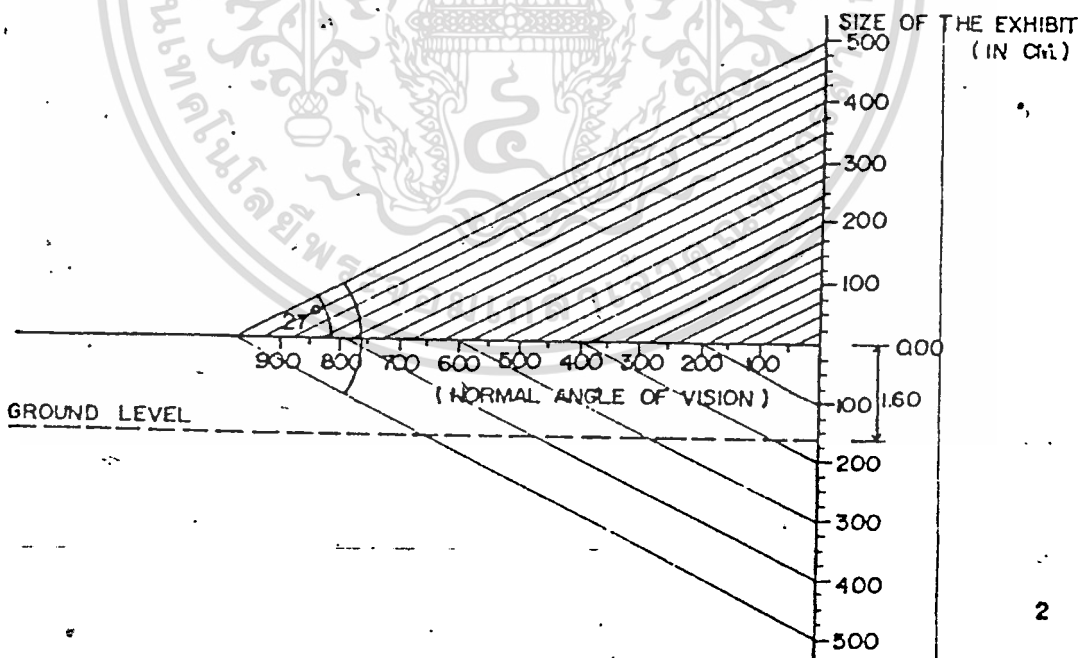 SIZE OF THE EXHIBIT
(IN CM.)
500
400
300
200
100
27°
0.00
900 800 700 600 500 400 300 200 100
(NORMAL ANGLE OF VISION)
100
1.60
GROUND LEVEL
200
300
400
500
2